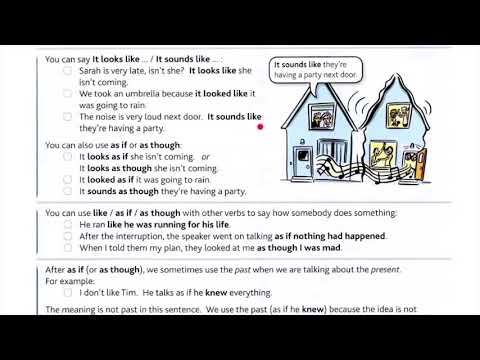 You can say It looks like ... / It sounds like ... :
Sarah is very late, isn't she? It looks like she
isn't coming.
We took an umbrella because it looked like it
was going to rain.
The noise is very loud next door. It sounds like
they're having a party.
It sounds like they're
having a party next door.
You can also use as if or as though:
It looks as if she isn't coming. or
It looks as though she isn't coming.
It looked as if it was going to rain.
It sounds as though they're having a party.
You can use like / as if / as though with other verbs to say how somebody does something:
He ran like he was running for his life.
After the interruption, the speaker went on talking as if nothing had happened.
When I told them my plan, they looked at me as though I was mad.
After as if (or as though), we sometimes use the past when we are talking about the present.
For example:
I don't like Tim. He talks as if he knew everything.
The meaning is not past in this sentence. We use the past (as if he knew) because the idea is not